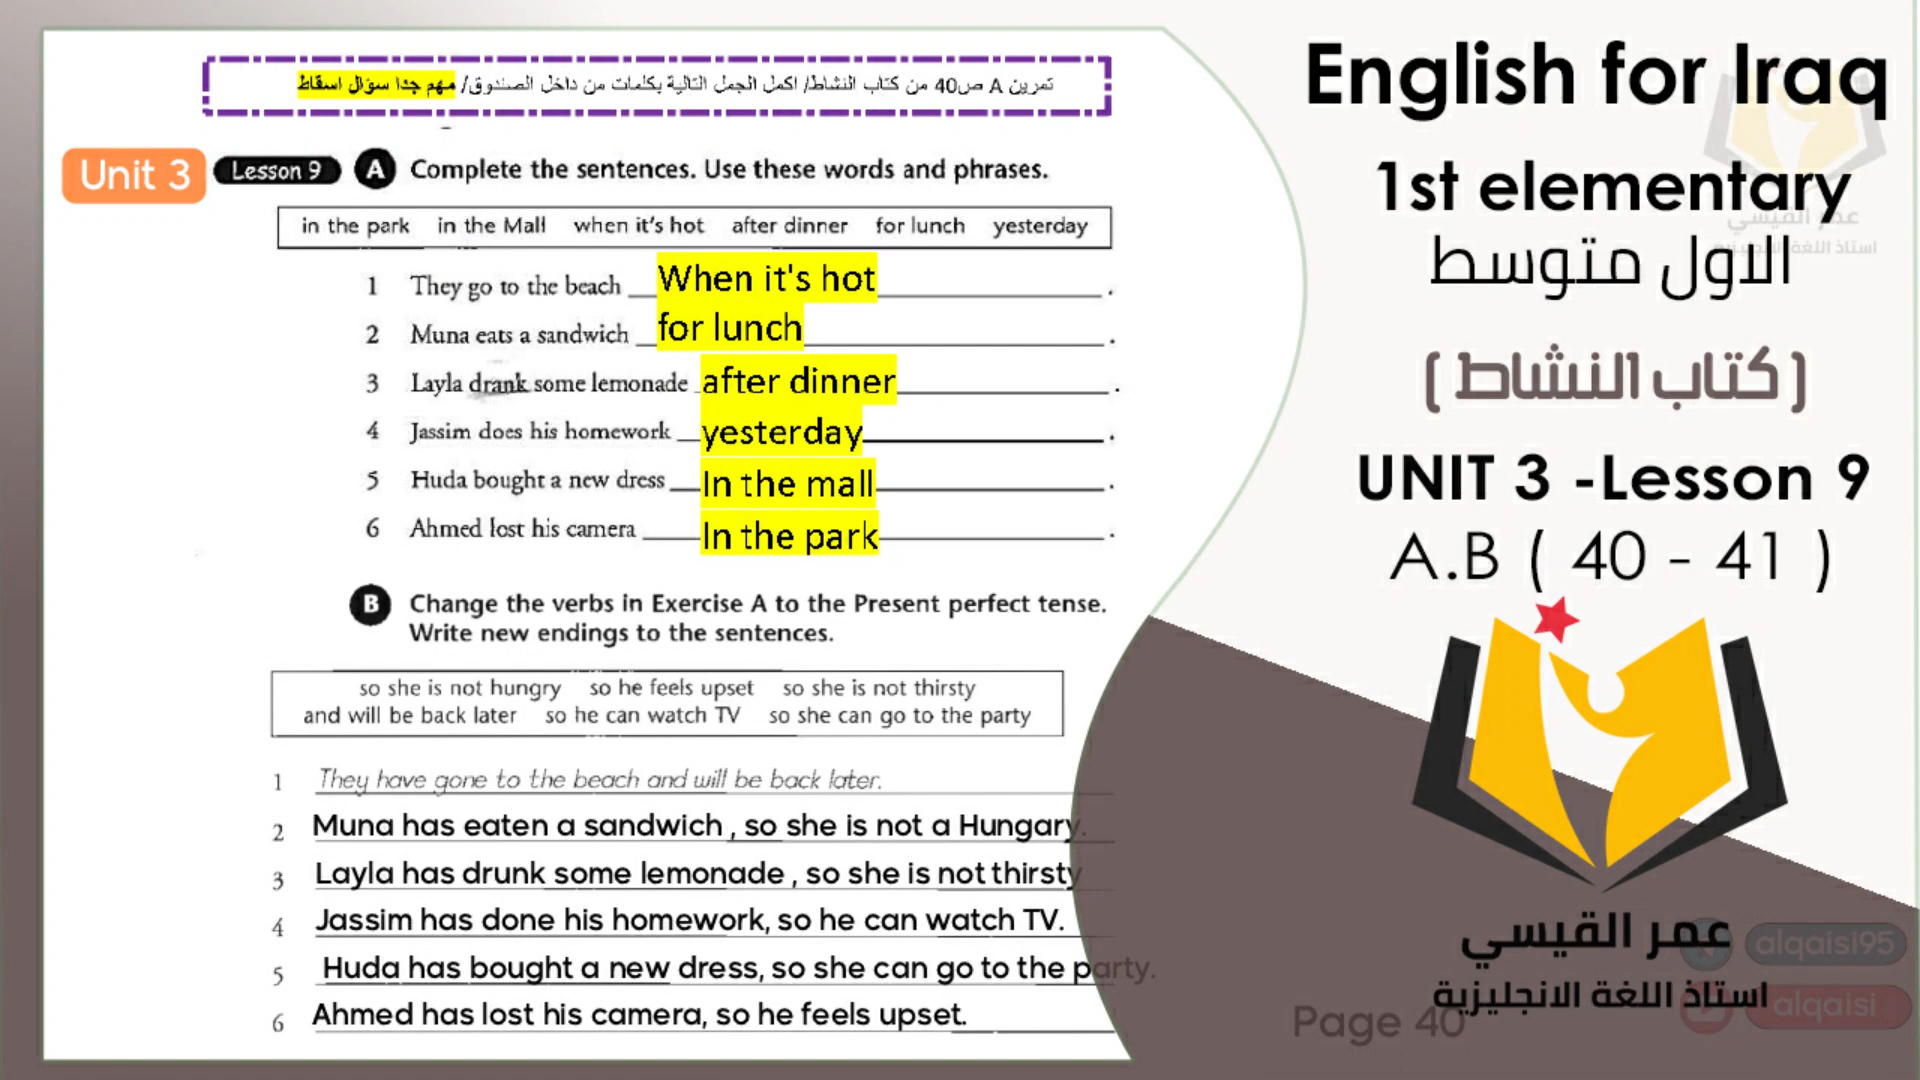 تمرين A ص40 من كتاب النشاط/ اكمل الجمل التالية بكلمات من داخل الصندوق/ مهم جدا سؤال اسقاط
Unit 3 Lesson 9 A Complete the sentences. Use these words and phrases.
in the park in the Mall when it's hot after dinner for lunch yesterday
1 They go to the beach When it's hot .
2 Muna eats a sandwich for lunch .
3 Layla drank some lemonade after dinner .
4 Jassim does his homework yesterday .
5 Huda bought a new dress In the mall .
6 Ahmed lost his camera In the park .
B Change the verbs in Exercise A to the Present perfect tense.
Write new endings to the sentences.
so she is not hungry so he feels upset so she is not thirsty
and will be back later so he can watch TV so she can go to the party
1 They have gone to the beach and will be back later.
2 Muna has eaten a sandwich , so she is not a Hungary.
3 Layla has drunk some lemonade , so she is not thirsty
4 Jassim has done his homework, so he can watch TV.
5 Huda has bought a new dress, so she can go to the party.
6 Ahmed has lost his camera, so he feels upset.
English for Iraq
1st elementary
عمر القيسي
استاذ اللغة الانجليزية
الاول متوسط
( كتاب النشاط )
UNIT 3 -Lesson 9
A.B ( 40 - 41 )
عمر القيسي
alqaisi95
استاذ اللغة الانجليزية
alqaisi
Page 40